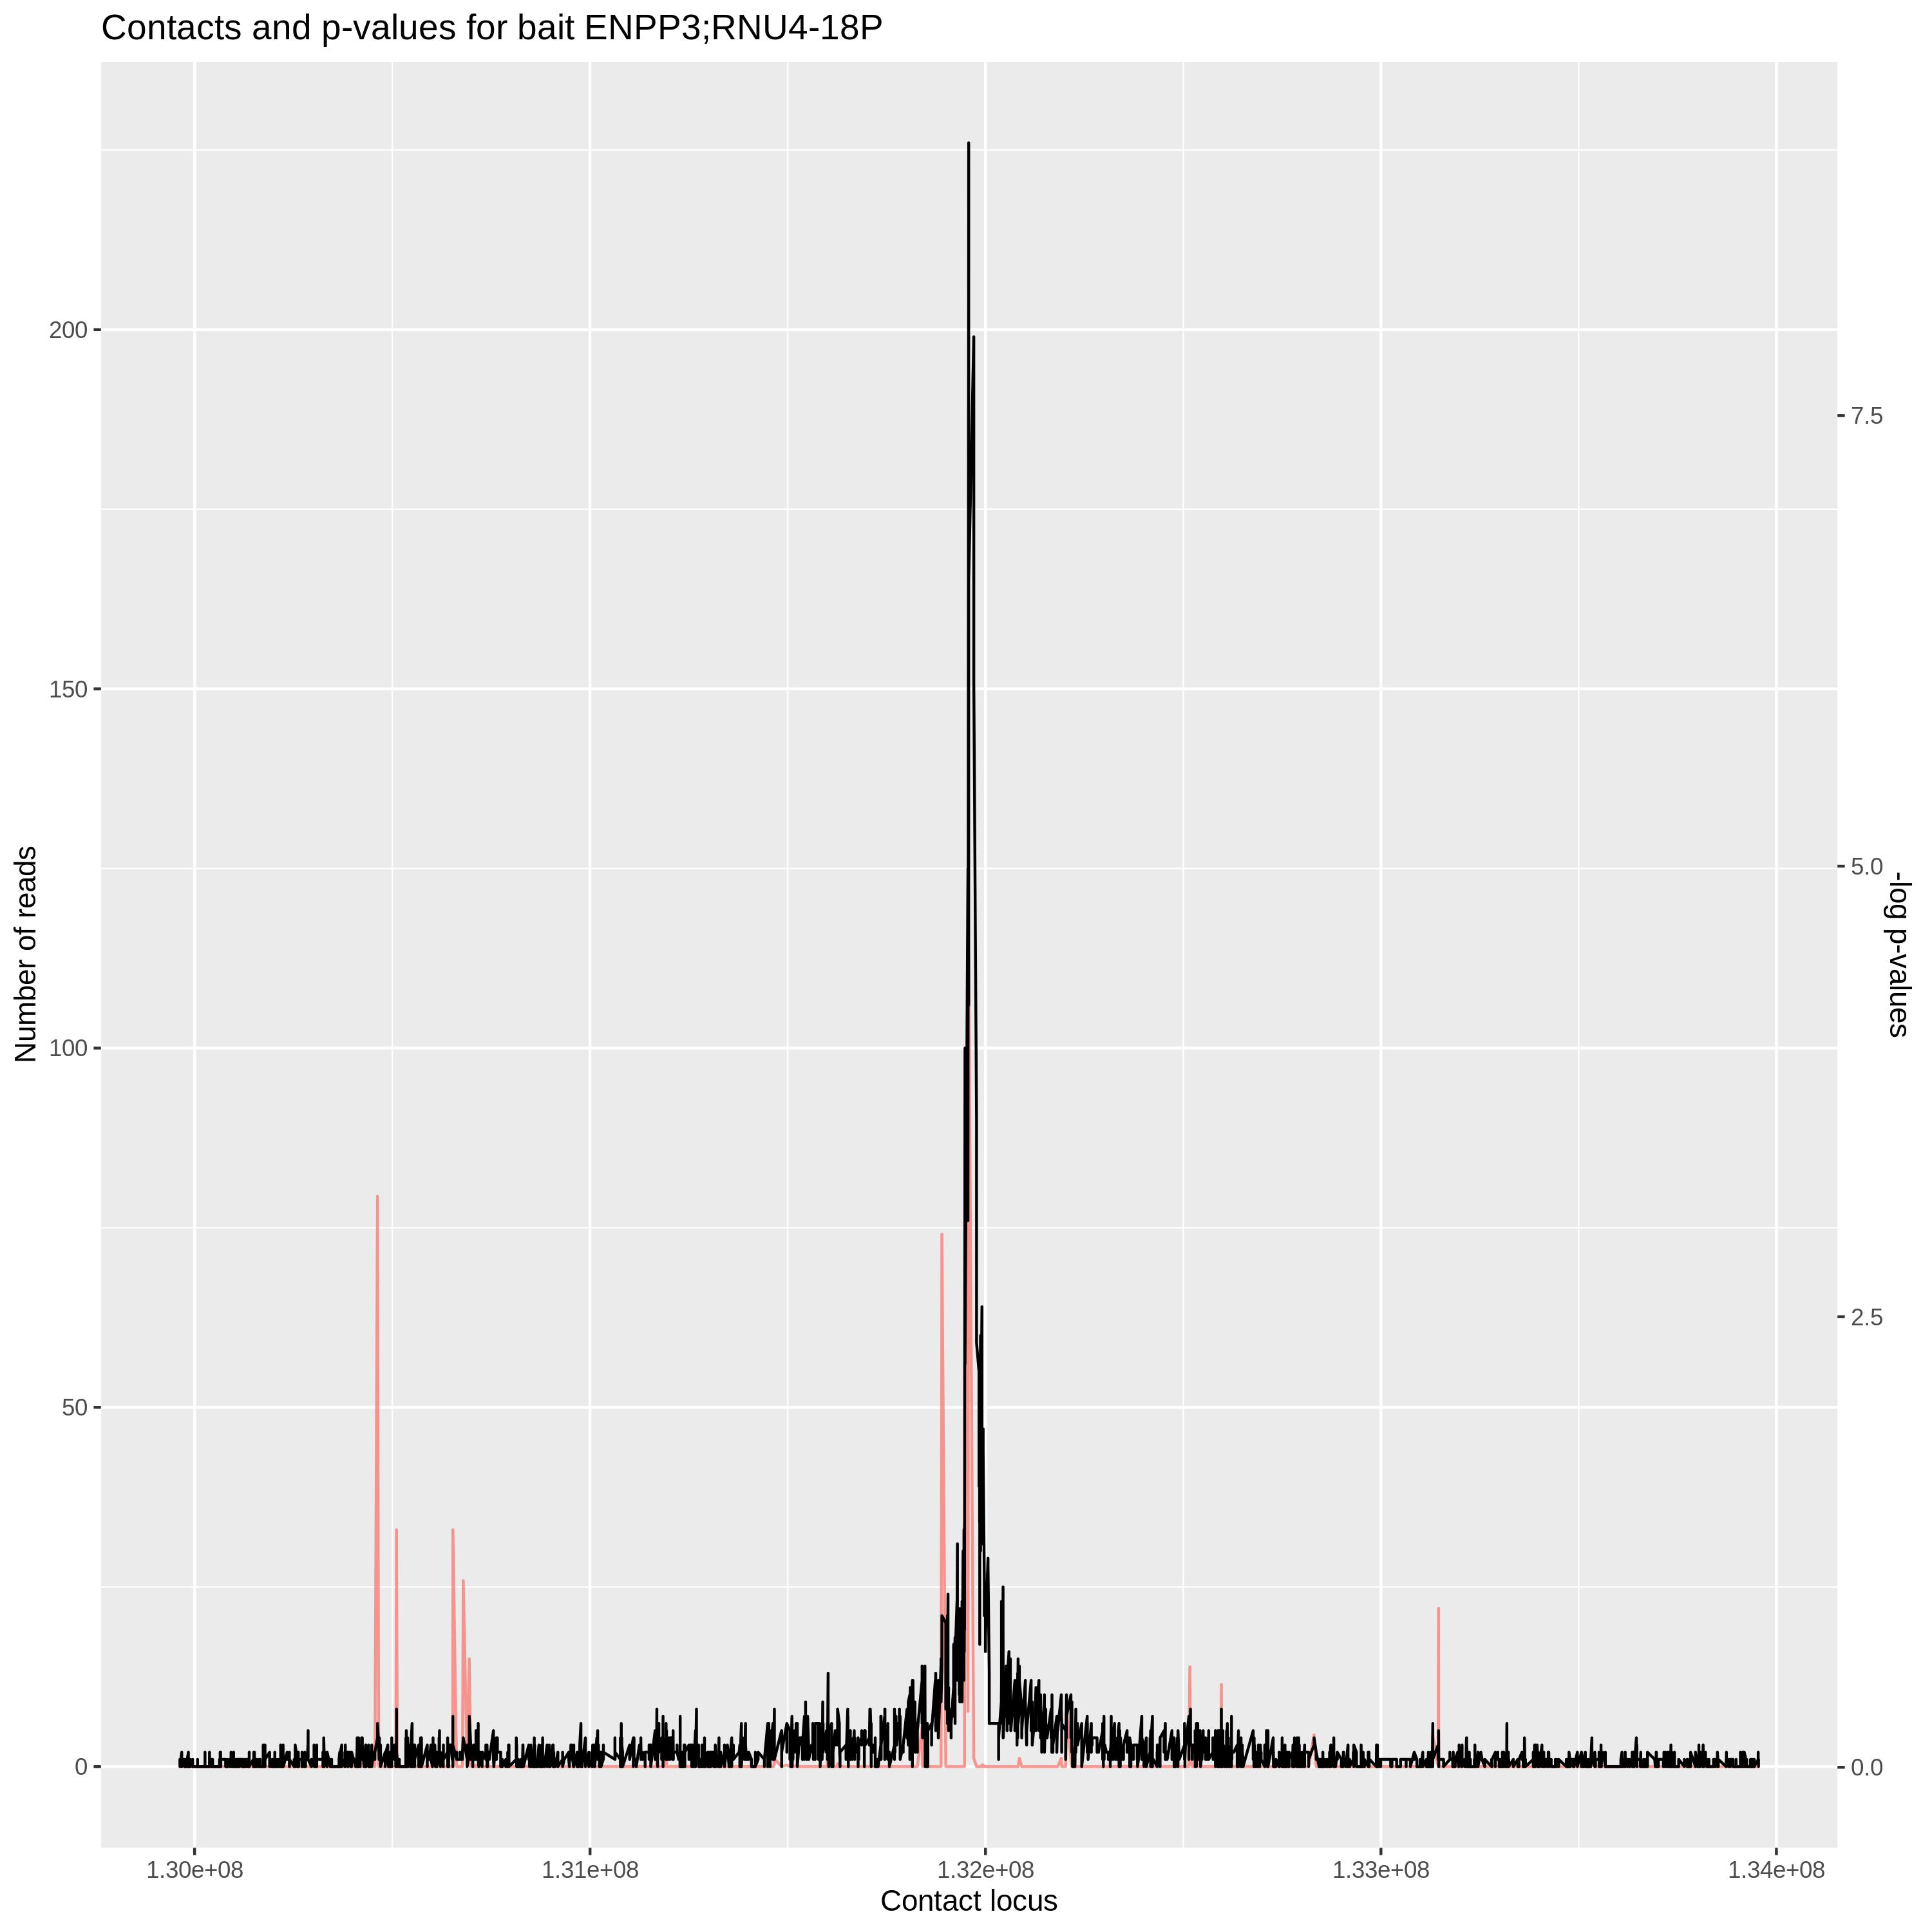 Contacts and p-values for bait ENPP3;RNU4-18P
Number of reads
200
150
100
50
0
7.5
5.0
2.5
0.0
-log p-values
1.30e+08
1.31e+08
1.32e+08
1.33e+08
1.34e+08
Contact locus